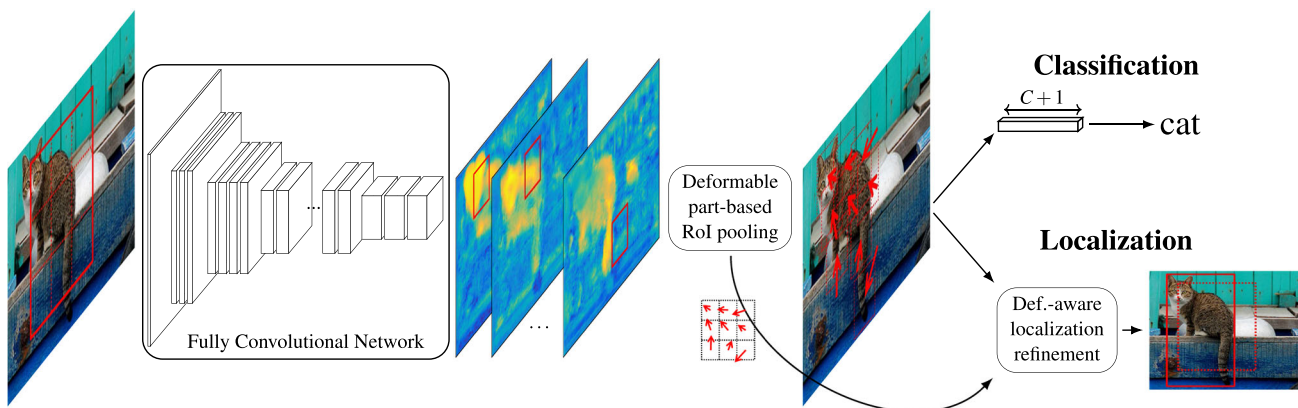 Fully Convolutional Network
...
. . .
Deformable
part-based
RoI pooling
Classification
C + 1
cat
Localization
Def.-aware
localization
refinement